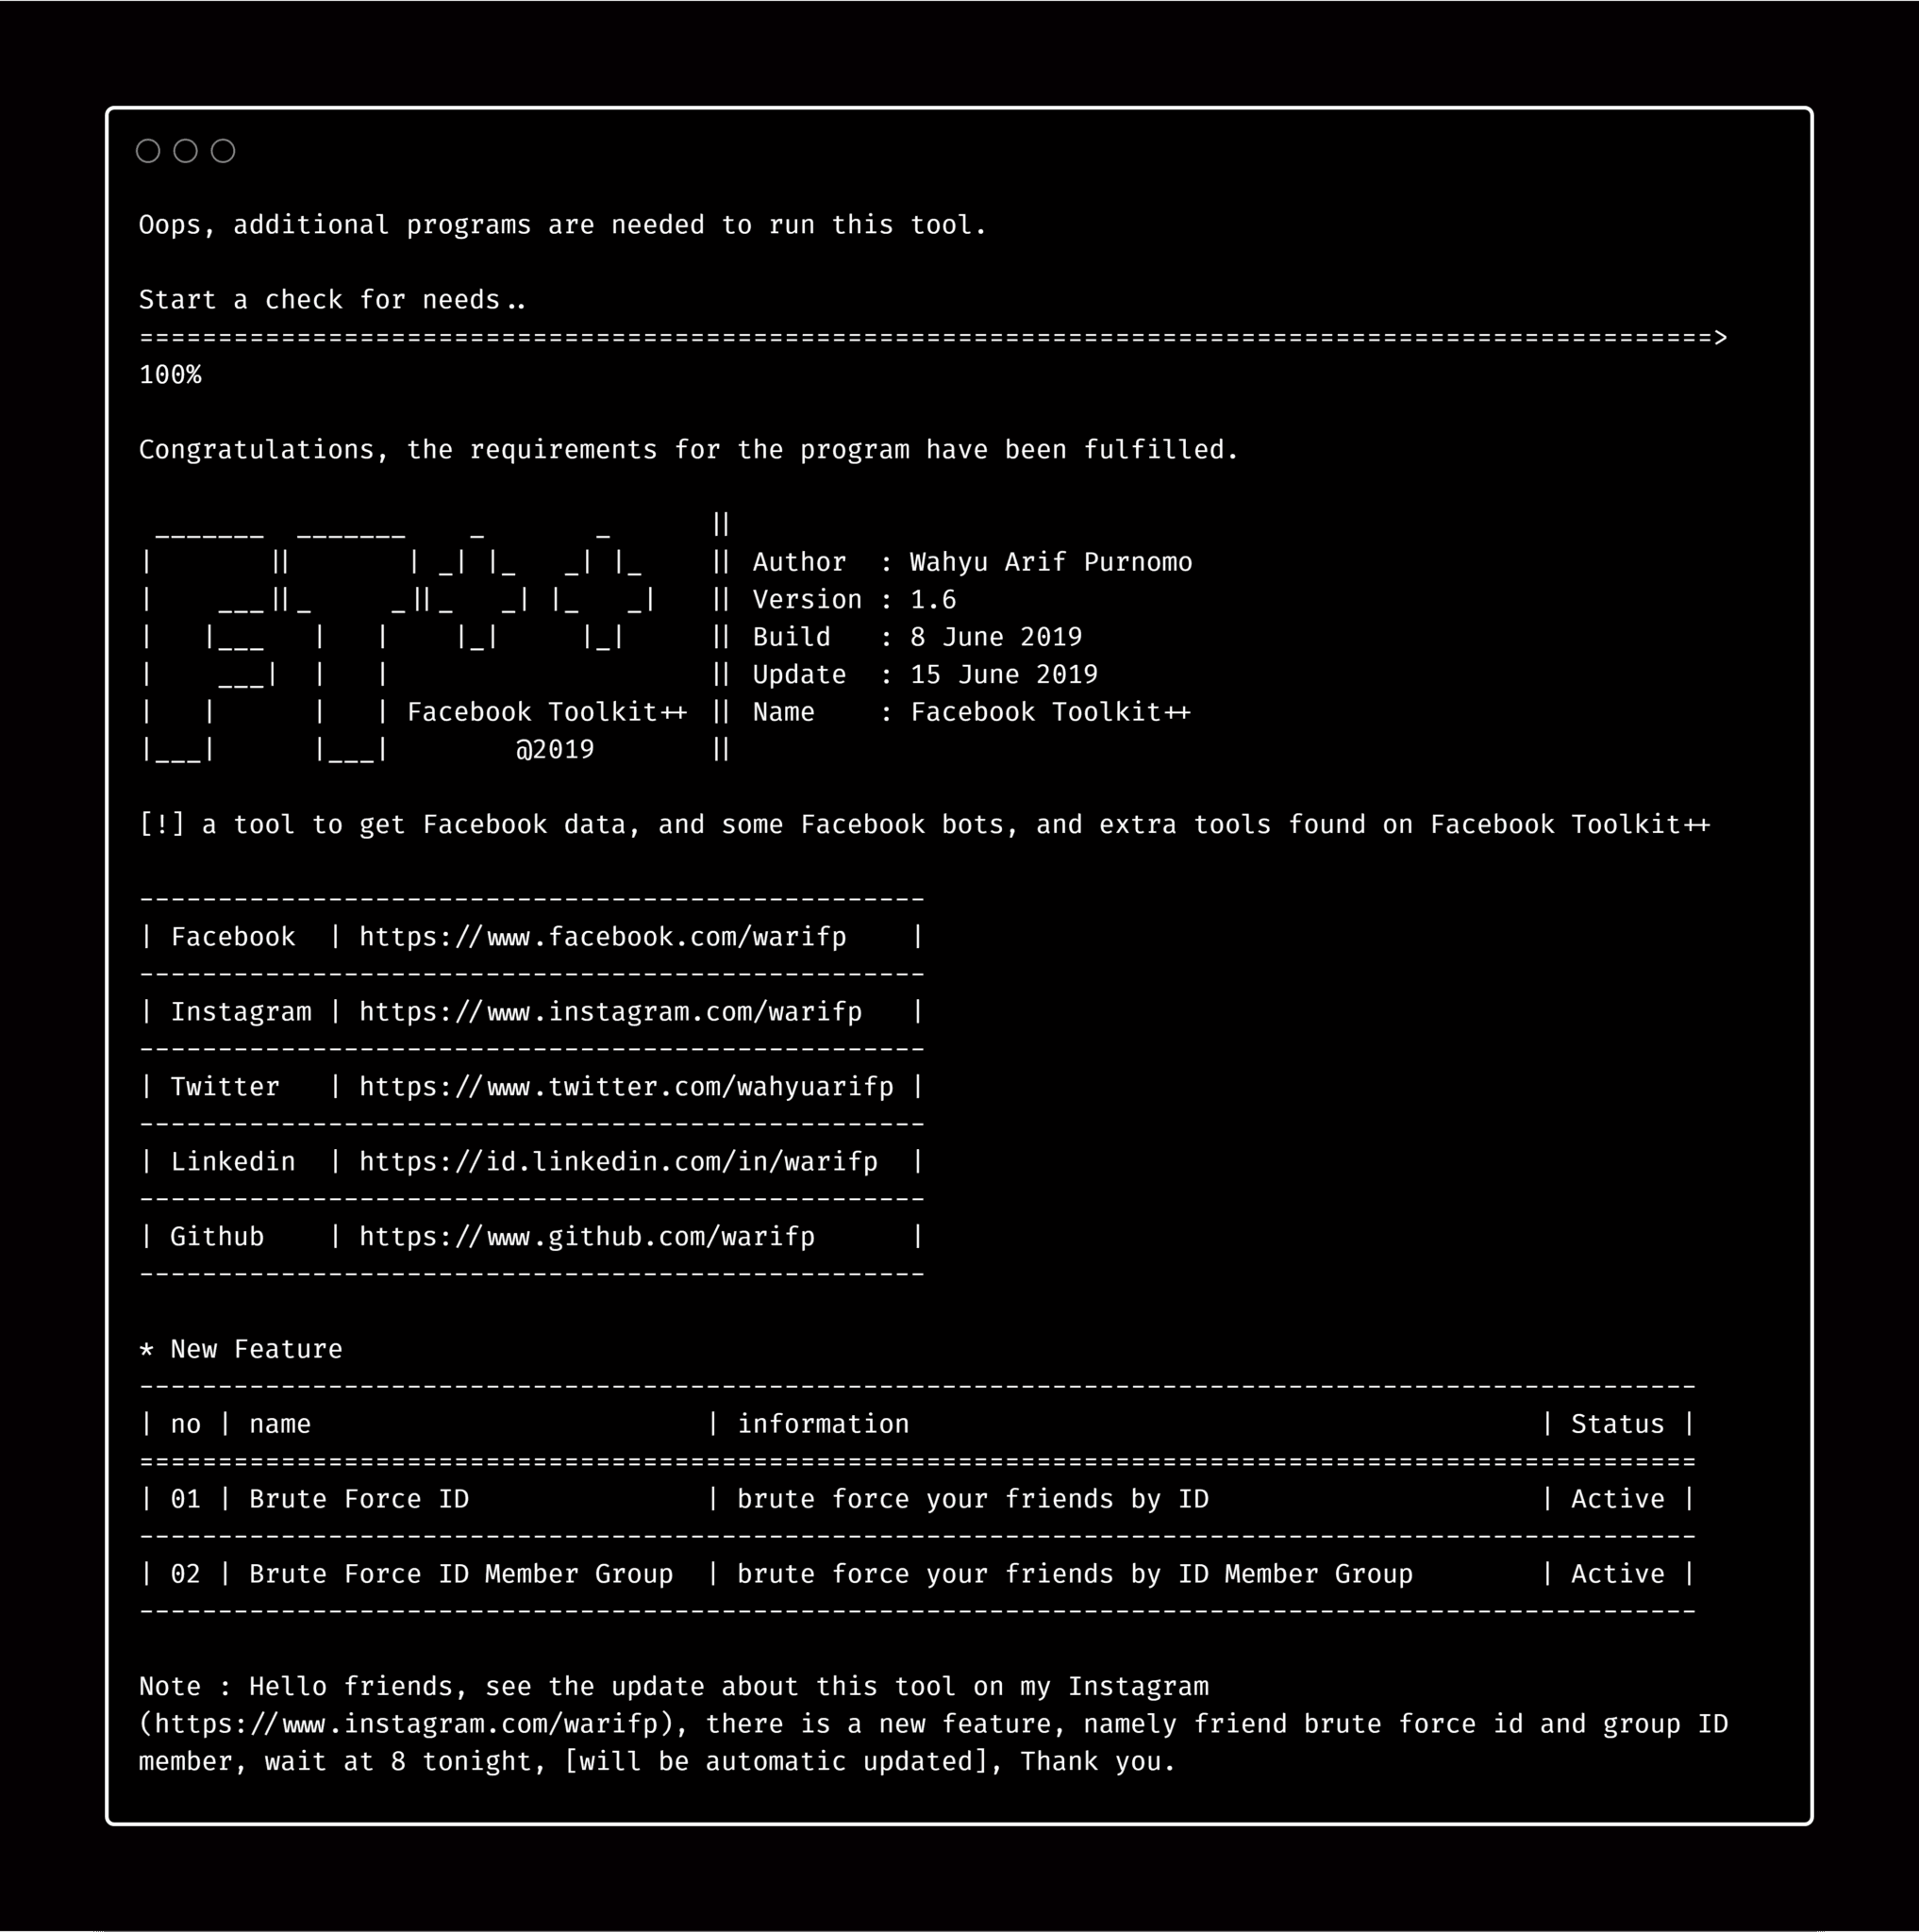 Oops, additional programs are needed to run this tool.
Start a check for needs..
====================================================================================================>
100%
Congratulations, the requirements for the program have been fulfilled.
Author  : Wahyu Arif Purnomo
Version : 1.6
Build   : 8 June 2019
Update  : 15 June 2019
Facebook Toolkit++ || Name    : Facebook Toolkit++
@2019
[!] a tool to get Facebook data, and some Facebook bots, and extra tools found on Facebook Toolkit++
| Facebook  | https://www.facebook.com/warifp    |
| Instagram | https://www.instagram.com/warifp   |
| Twitter   | https://www.twitter.com/wahyuarifp |
| Linkedin  | https://id.linkedin.com/in/warifp  |
| Github    | https://www.github.com/warifp      |
* New Feature
| no | name                         | information                                        | Status |
| 01 | Brute Force ID               | brute force your friends by ID                     | Active |
| 02 | Brute Force ID Member Group  | brute force your friends by ID Member Group        | Active |
Note : Hello friends, see the update about this tool on my Instagram
(https://www.instagram.com/warifp), there is a new feature, namely friend brute force id and group ID
member, wait at 8 tonight, [will be automatic updated], Thank you.